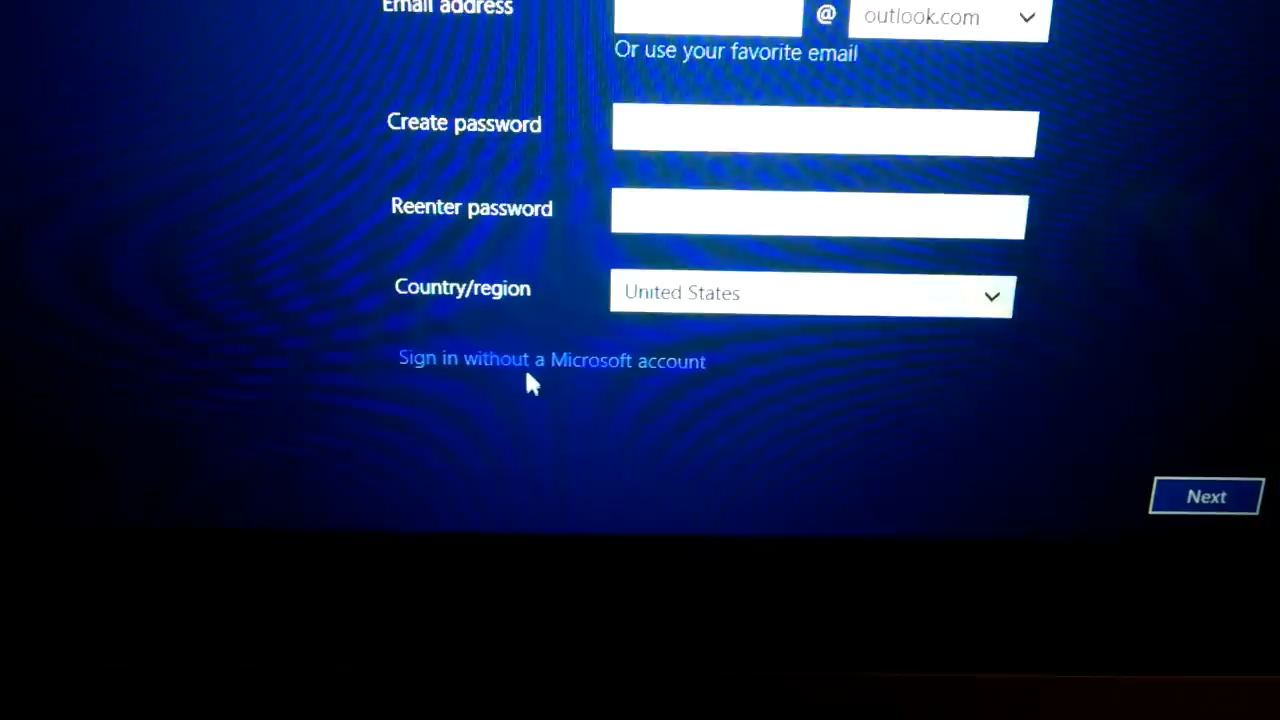 Email address
@ outlook.com
Or use your favorite email
Create password
Reenter password
Country/region United States
Sign in without a Microsoft account
Next